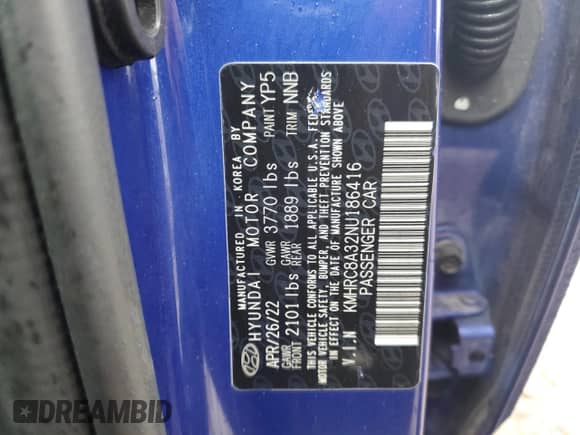 MANUFACTURED IN KOREA BY
HYUNDAI MOTOR COMPANY
APR/26/22 GVWR 3770 lbs PAINT YP5
GAWR FRONT 2101 lbs GAWR REAR 1889 lbs TRIM NNB
THIS VEHICLE CONFORMS TO ALL APPLICABLE U.S.A. FEDERAL
MOTOR VEHICLE SAFETY, BUMPER, AND THEFT PREVENTION STANDARDS
IN EFFECT ON THE DATE OF MANUFACTURE SHOWN ABOVE
V.I.N KMHRC8A32NU186416
PASSENGER CAR
DREAMBID